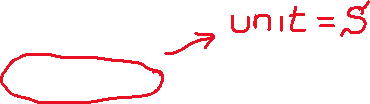 unit = $